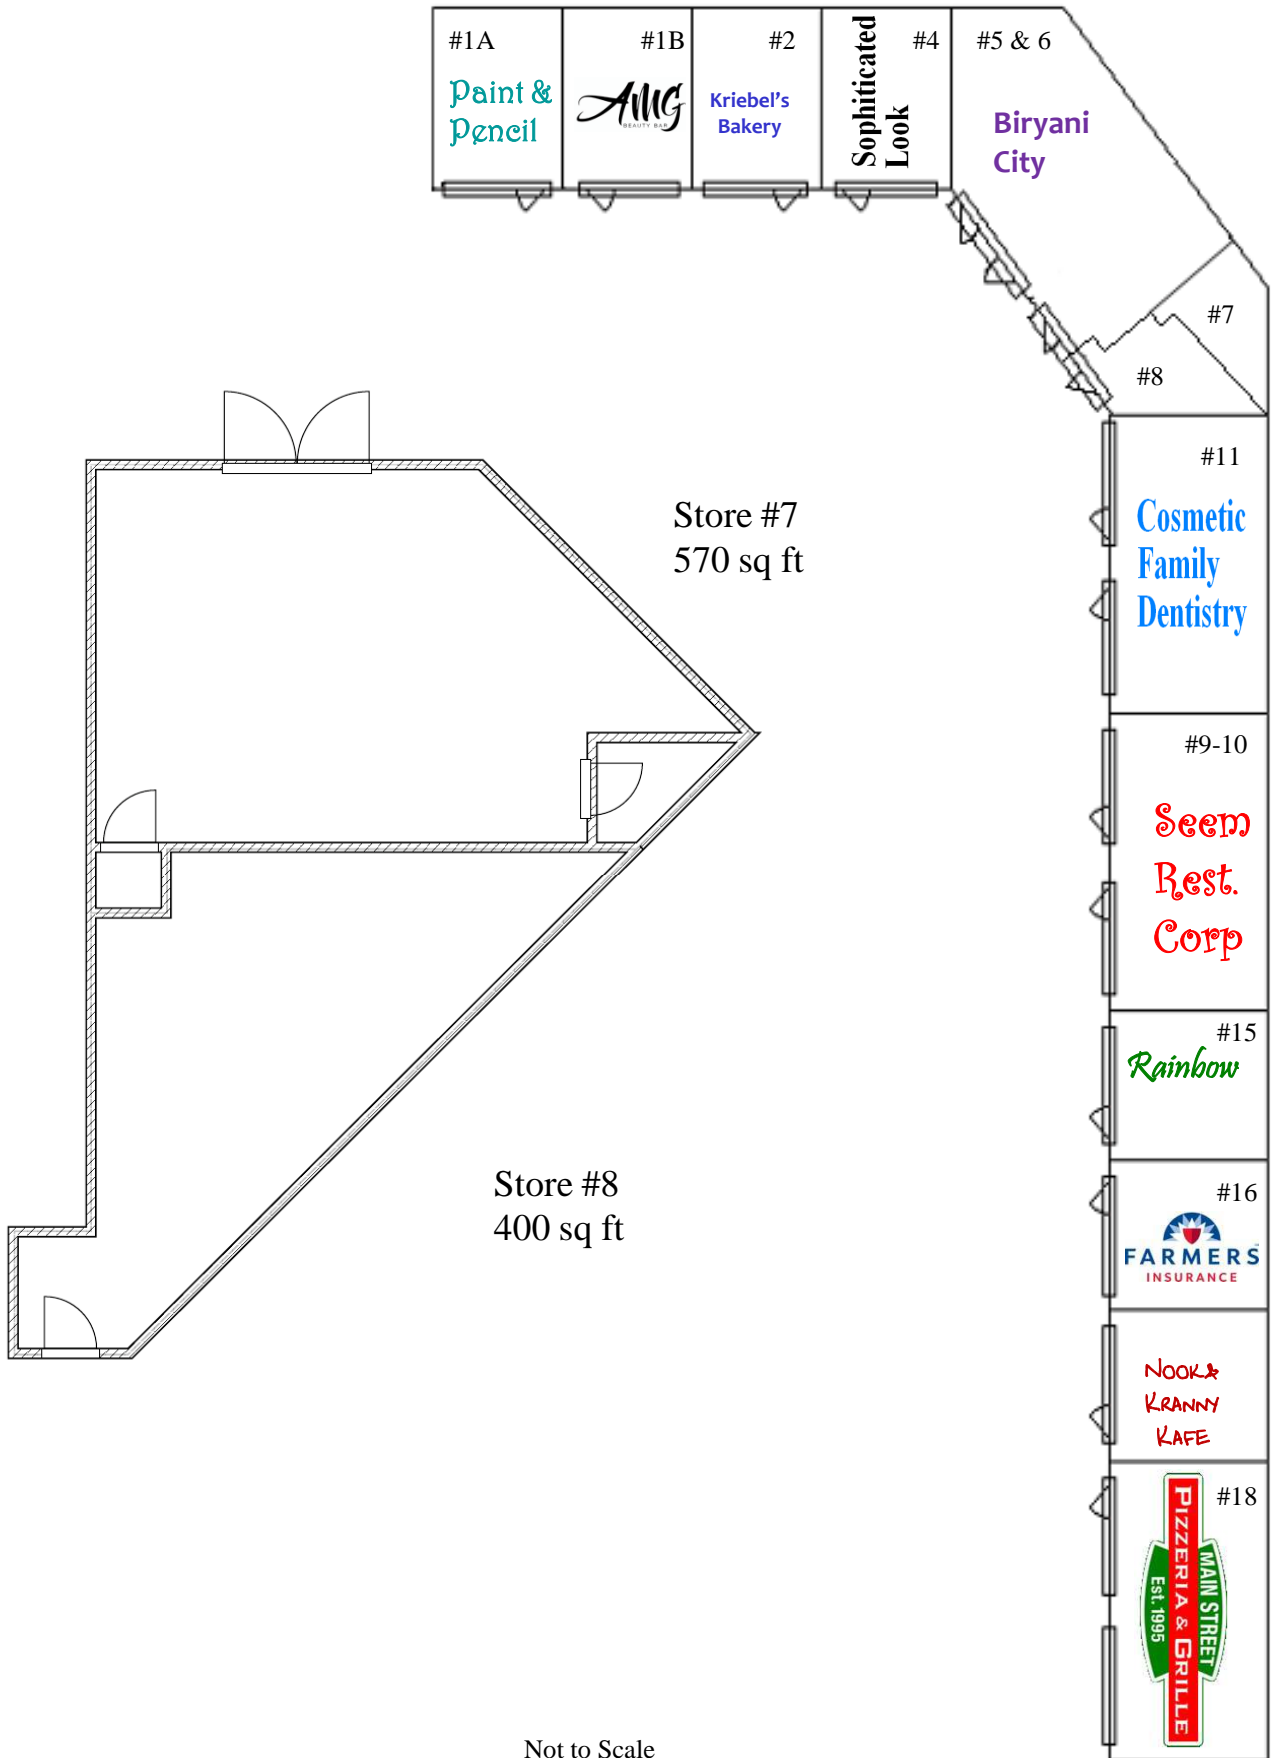 #1A
Paint &
Pencil
#1B
AMG
BEAUTY BAR
#2
Kriebel's
Bakery
#4
Sophiticated
Look
#5 & 6
Biryani
City
#7
#8
#11
Cosmetic
Family
Dentistry
Store #7
570 sq ft
#9-10
Seem
Rest.
Corp
#15
Rainbow
Store #8
400 sq ft
#16
FARMERS
INSURANCE
NOOK &
KRANNY
KAFE
#18
MAIN STREET
PIZZERIA & GRILLE
Est. 1995
Not to Scale